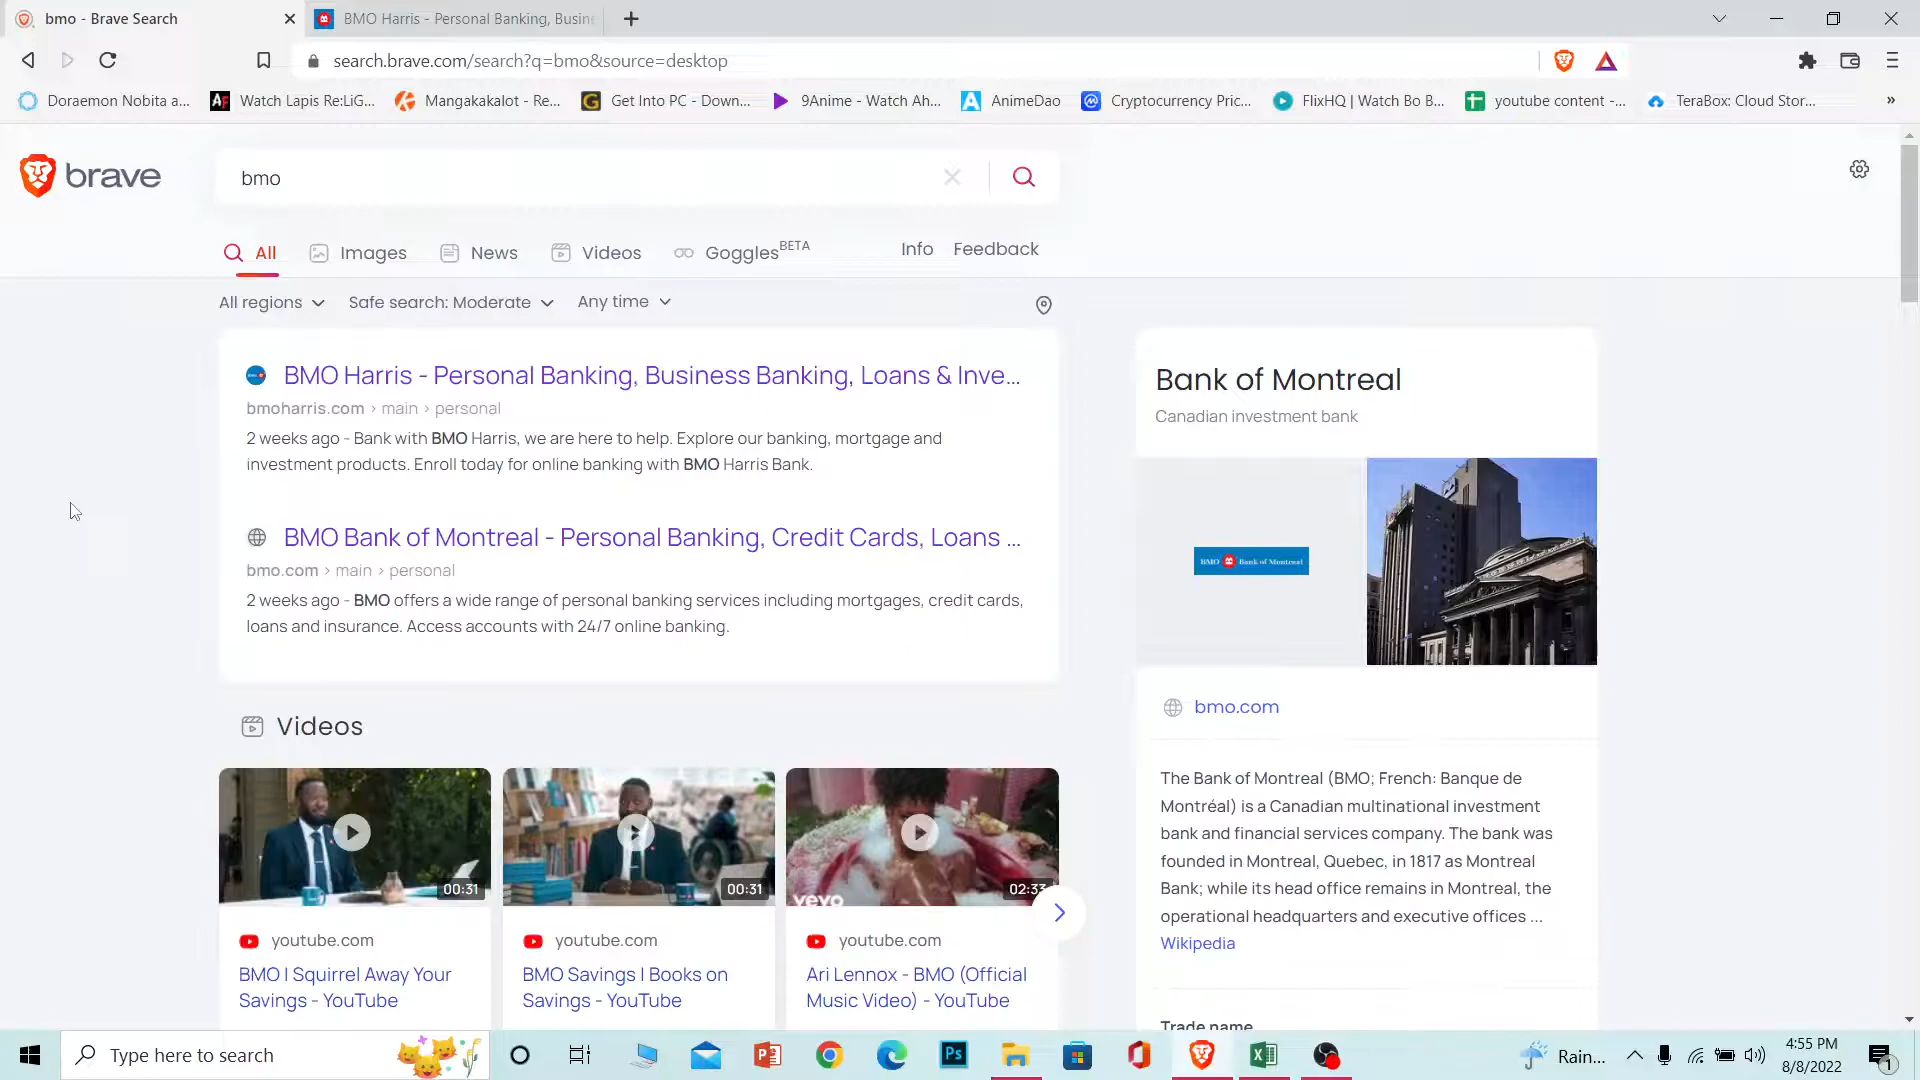 bmo - Brave Search
BMO Harris - Personal Banking, Busin
search.brave.com/search?q=bmo&source=desktop
Doraemon Nobita a...
Watch Lapis Re:LiG...
Mangakakalot - Re...
Get Into PC - Down...
9Anime - Watch Ah...
AnimeDao
Cryptocurrency Pric...
FlixHQ | Watch Bo B...
youtube content -...
TeraBox: Cloud Stor...
»
brave
bmo
All
Images
News
Videos
Goggles BETA
Info
Feedback
All regions
Safe search: Moderate
Any time
BMO Harris - Personal Banking, Business Banking, Loans & Inve...
bmoharris.com › main › personal
2 weeks ago - Bank with BMO Harris, we are here to help. Explore our banking, mortgage and
investment products. Enroll today for online banking with BMO Harris Bank.
BMO Bank of Montreal - Personal Banking, Credit Cards, Loans ...
bmo.com › main › personal
2 weeks ago - BMO offers a wide range of personal banking services including mortgages, credit cards,
loans and insurance. Access accounts with 24/7 online banking.
Videos
00:31
00:31
02:33
vevo
youtube.com
BMO | Squirrel Away Your
Savings - YouTube
youtube.com
BMO Savings | Books on
Savings - YouTube
youtube.com
Ari Lennox - BMO (Official
Music Video) - YouTube
Bank of Montreal
Canadian investment bank
BMO Bank of Montreal
bmo.com
The Bank of Montreal (BMO; French: Banque de
Montréal) is a Canadian multinational investment
bank and financial services company. The bank was
founded in Montreal, Quebec, in 1817 as Montreal
Bank; while its head office remains in Montreal, the
operational headquarters and executive offices ...
Wikipedia
Trade name
Type here to search
Ps
Rain...
4:55 PM
8/8/2022
1